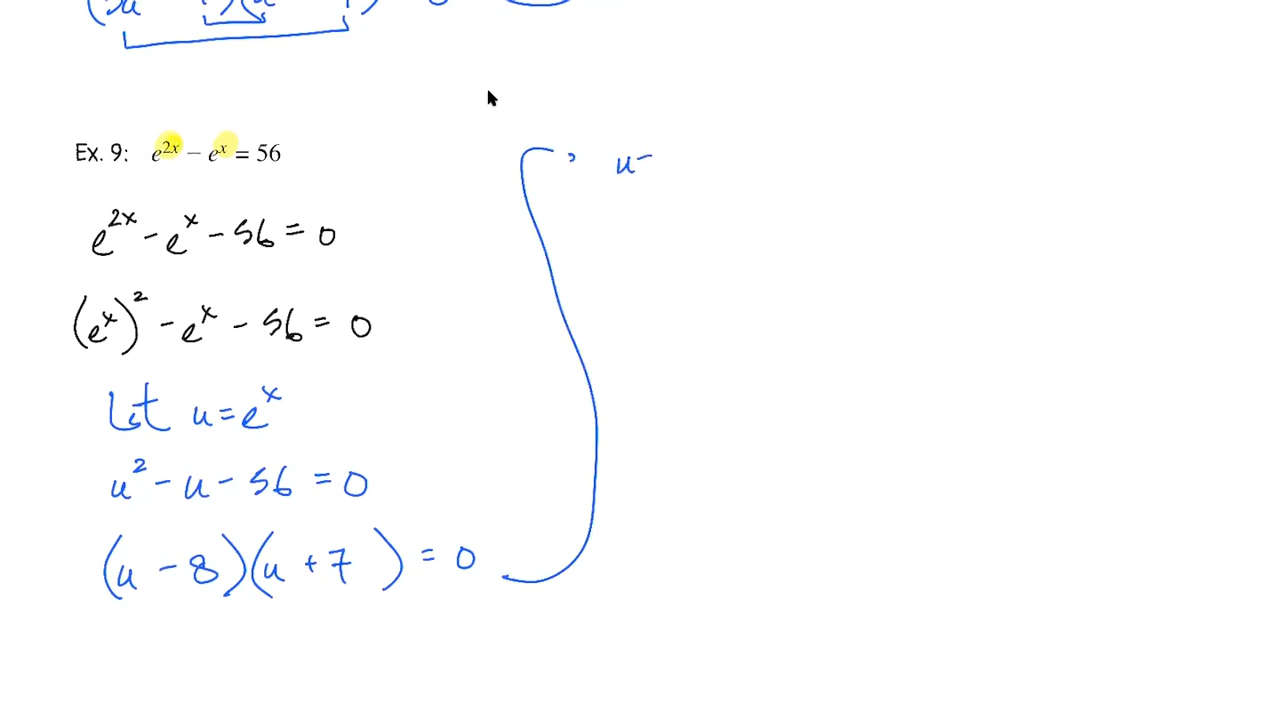 Ex. 9: e^{2x} − e^x = 56
e^{2x} − e^x − 56 = 0
(e^x)^2 − e^x − 56 = 0
Let u = e^x
u^2 − u − 56 = 0
(u − 8)(u + 7) = 0
u −